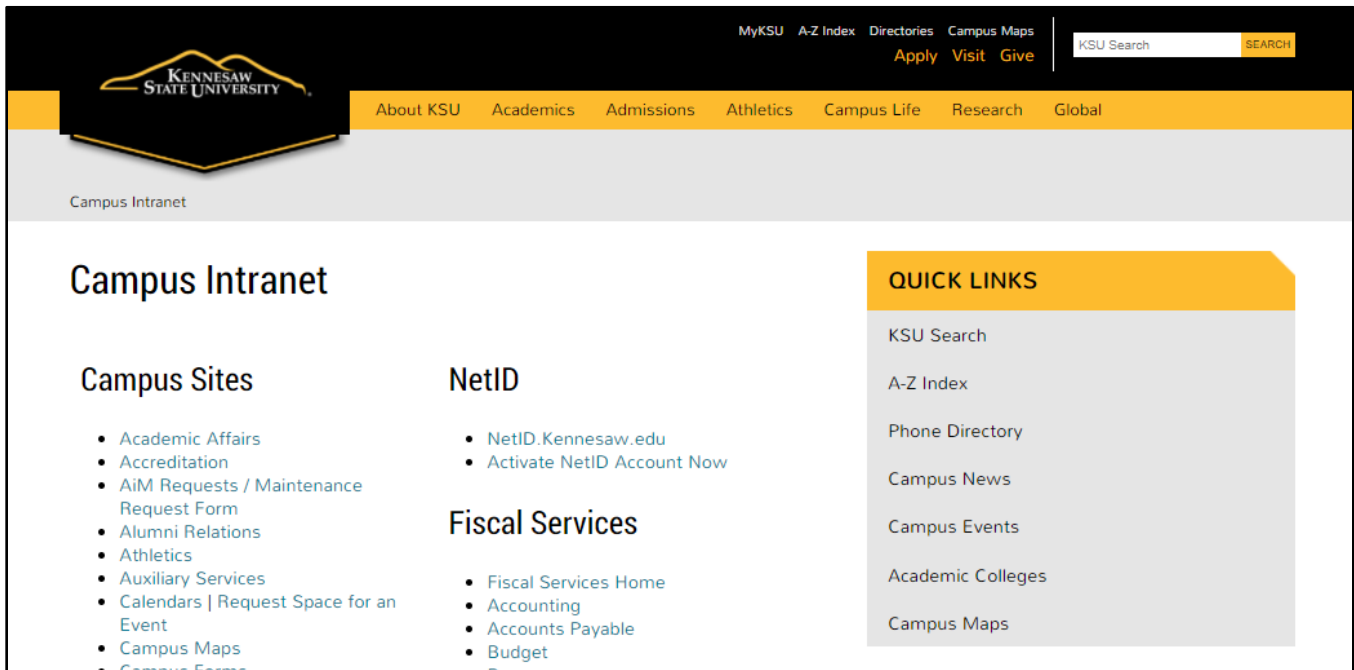 MyKSU A-Z Index Directories Campus Maps
Apply Visit Give
KSU Search
SEARCH
KENNESAW
STATE UNIVERSITY
About KSU Academics Admissions Athletics Campus Life Research Global
Campus Intranet
Campus Intranet
Campus Sites
Academic Affairs
Accreditation
AiM Requests / Maintenance
Request Form
Alumni Relations
Athletics
Auxiliary Services
Calendars | Request Space for an
Event
Campus Maps
Campus Forms
NetID
NetID.Kennesaw.edu
Activate NetID Account Now
Fiscal Services
Fiscal Services Home
Accounting
Accounts Payable
Budget
QUICK LINKS
KSU Search
A-Z Index
Phone Directory
Campus News
Campus Events
Academic Colleges
Campus Maps